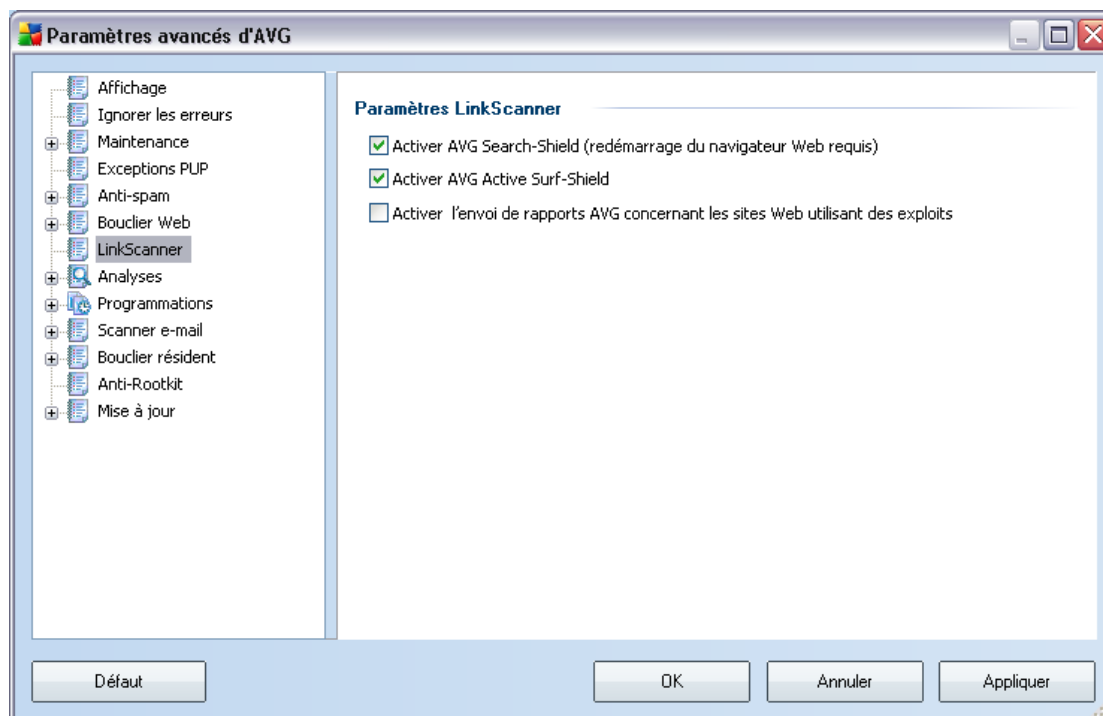 Paramètres avancés d'AVG
Affichage
Ignorer les erreurs
Maintenance
Exceptions PUP
Anti-spam
Bouclier Web
LinkScanner
Analyses
Programmations
Scanner e-mail
Bouclier résident
Anti-Rootkit
Mise à jour
Paramètres LinkScanner
Activer AVG Search-Shield (redémarrage du navigateur Web requis)
Activer AVG Active Surf-Shield
Activer l'envoi de rapports AVG concernant les sites Web utilisant des exploits
Défaut
OK
Annuler
Appliquer